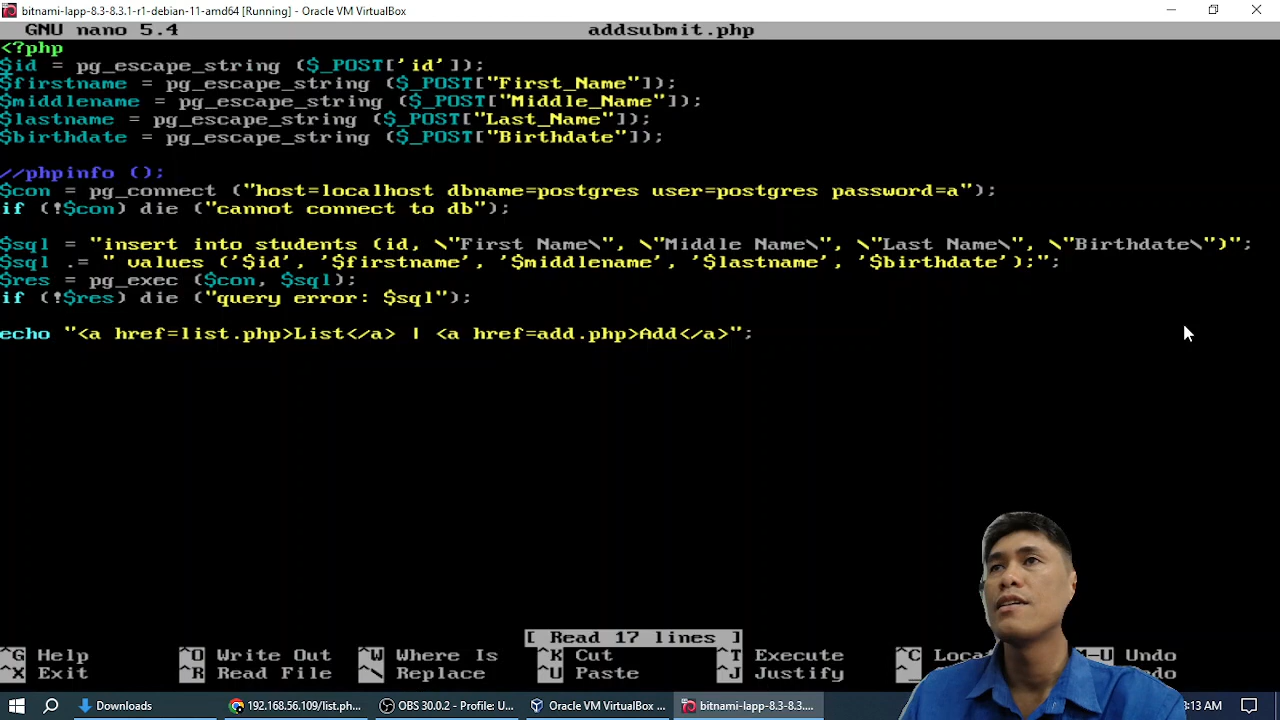 bitnami-lapp-8.3-8.3.1-r1-debian-11-amd64 [Running] - Oracle VM VirtualBox
GNU nano 5.4 addsubmit.php
<?php
$id = pg_escape_string ($_POST['id']);
$firstname = pg_escape_string ($_POST["First_Name"]);
$middlename = pg_escape_string ($_POST["Middle_Name"]);
$lastname = pg_escape_string ($_POST["Last_Name"]);
$birthdate = pg_escape_string ($_POST["Birthdate"]);
//phpinfo ();
$con = pg_connect ("host=localhost dbname=postgres user=postgres password=a");
if (!$con) die ("cannot connect to db");
$sql = "insert into students (id, \"First Name\", \"Middle Name\", \"Last Name\", \"Birthdate\")";
$sql .= " values ('$id', '$firstname', '$middlename', '$lastname', '$birthdate');";
$res = pg_exec ($con, $sql);
if (!$res) die ("query error: $sql");
echo "<a href=list.php>List</a> | <a href=add.php>Add</a>";
[ Read 17 lines ]
^G Help ^O Write Out ^W Where Is ^K Cut ^T Execute ^C Locat M-U Undo
^X Exit ^R Read File ^\ Replace ^U Paste ^J Justify ^_
Downloads 192.168.56.109/list.ph... OBS 30.0.2 - Profile: U... Oracle VM VirtualBox ... bitnami-lapp-8.3-8.3.... :13 AM